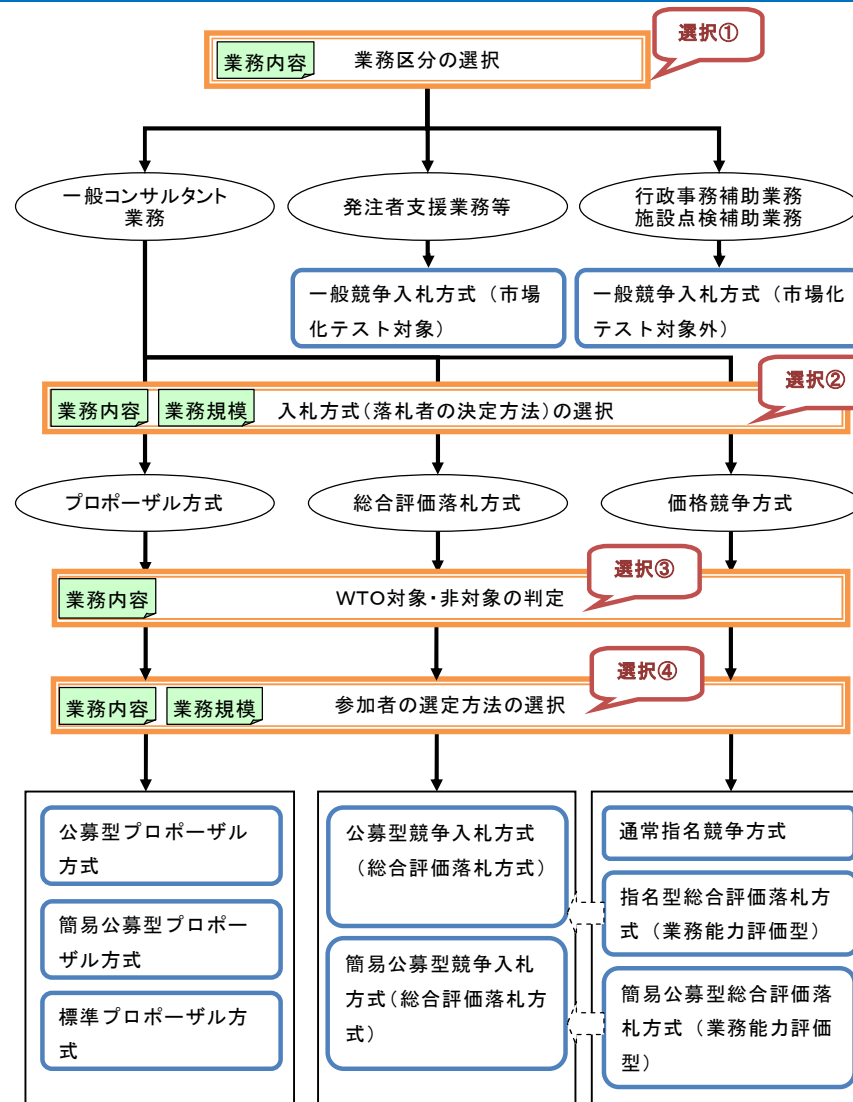 選択①
業務内容 業務区分の選択
一般コンサルタント
業務
発注者支援業務等
行政事務補助業務
施設点検補助業務
一般競争入札方式（市場
化テスト対象）
一般競争入札方式（市場化
テスト対象外）
選択②
業務内容 業務規模 入札方式（落札者の決定方法）の選択
プロポーザル方式
総合評価落札方式
価格競争方式
選択③
業務内容 WTO対象・非対象の判定
選択④
業務内容 業務規模 参加者の選定方法の選択
公募型プロポーザル
方式
簡易公募型プロポー
ザル方式
標準プロポーザル方
式
公募型競争入札方式
（総合評価落札方式）
簡易公募型競争入札
方式（総合評価落札方
式）
通常指名競争方式
指名型総合評価落札方
式（業務能力評価型）
簡易公募型総合評価落
札方式（業務能力評価
型）